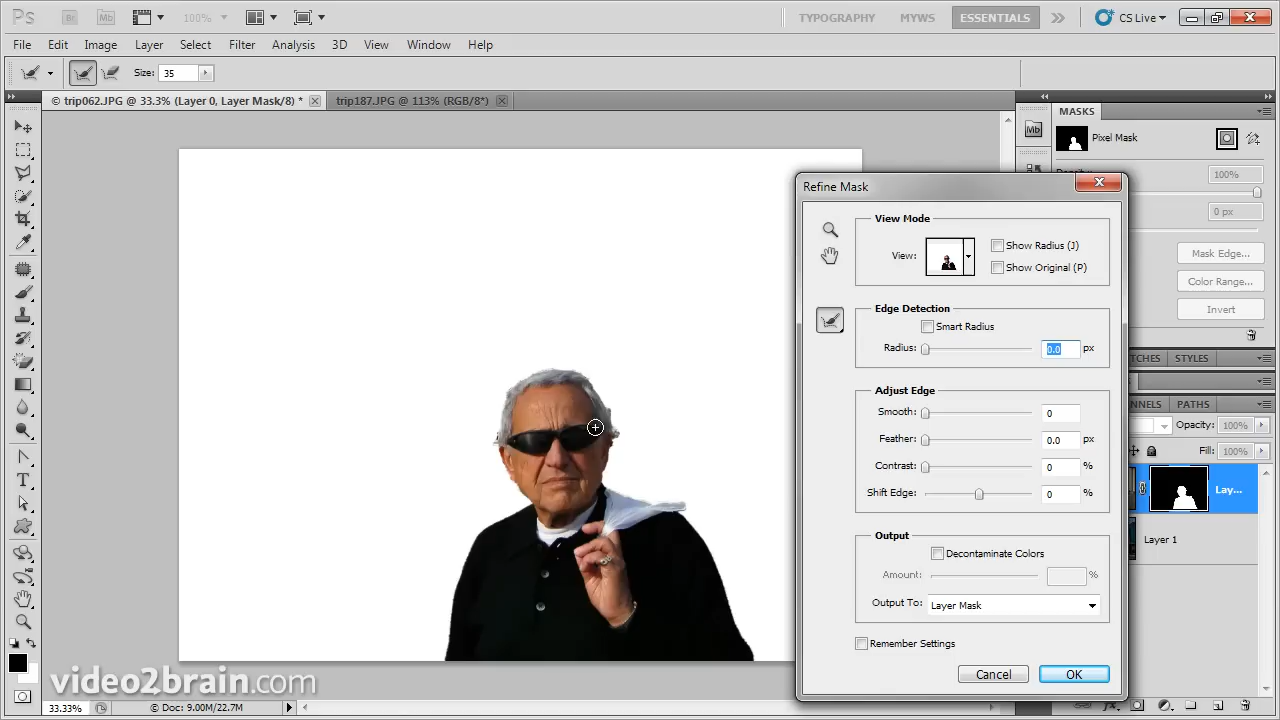 Ps Br Mb 100% TYPOGRAPHY MYWS ESSENTIALS CS Live
File Edit Image Layer Select Filter Analysis 3D View Window Help
Size: 35
© trip062.JPG @ 33.3% (Layer 0, Layer Mask/8) * trip187.JPG @ 113% (RGB/8*)
MASKS
Mb Pixel Mask
100%
Refine Mask
0 px
View Mode
Show Radius (J)
View:
Show Original (P)
Mask Edge...
Color Range...
Invert
Edge Detection
Smart Radius
Radius: 0.0 px
TCHES STYLES
Adjust Edge
NNELS PATHS
Smooth: 0
Opacity: 100%
Feather: 0.0 px
Fill: 100%
Contrast: 0 %
Shift Edge: 0 %
Lay...
Output
Layer 1
Decontaminate Colors
Amount: %
Output To: Layer Mask
Remember Settings
Cancel OK
video2brain.com
33.33% Doc: 9.00M/22.7M
fx